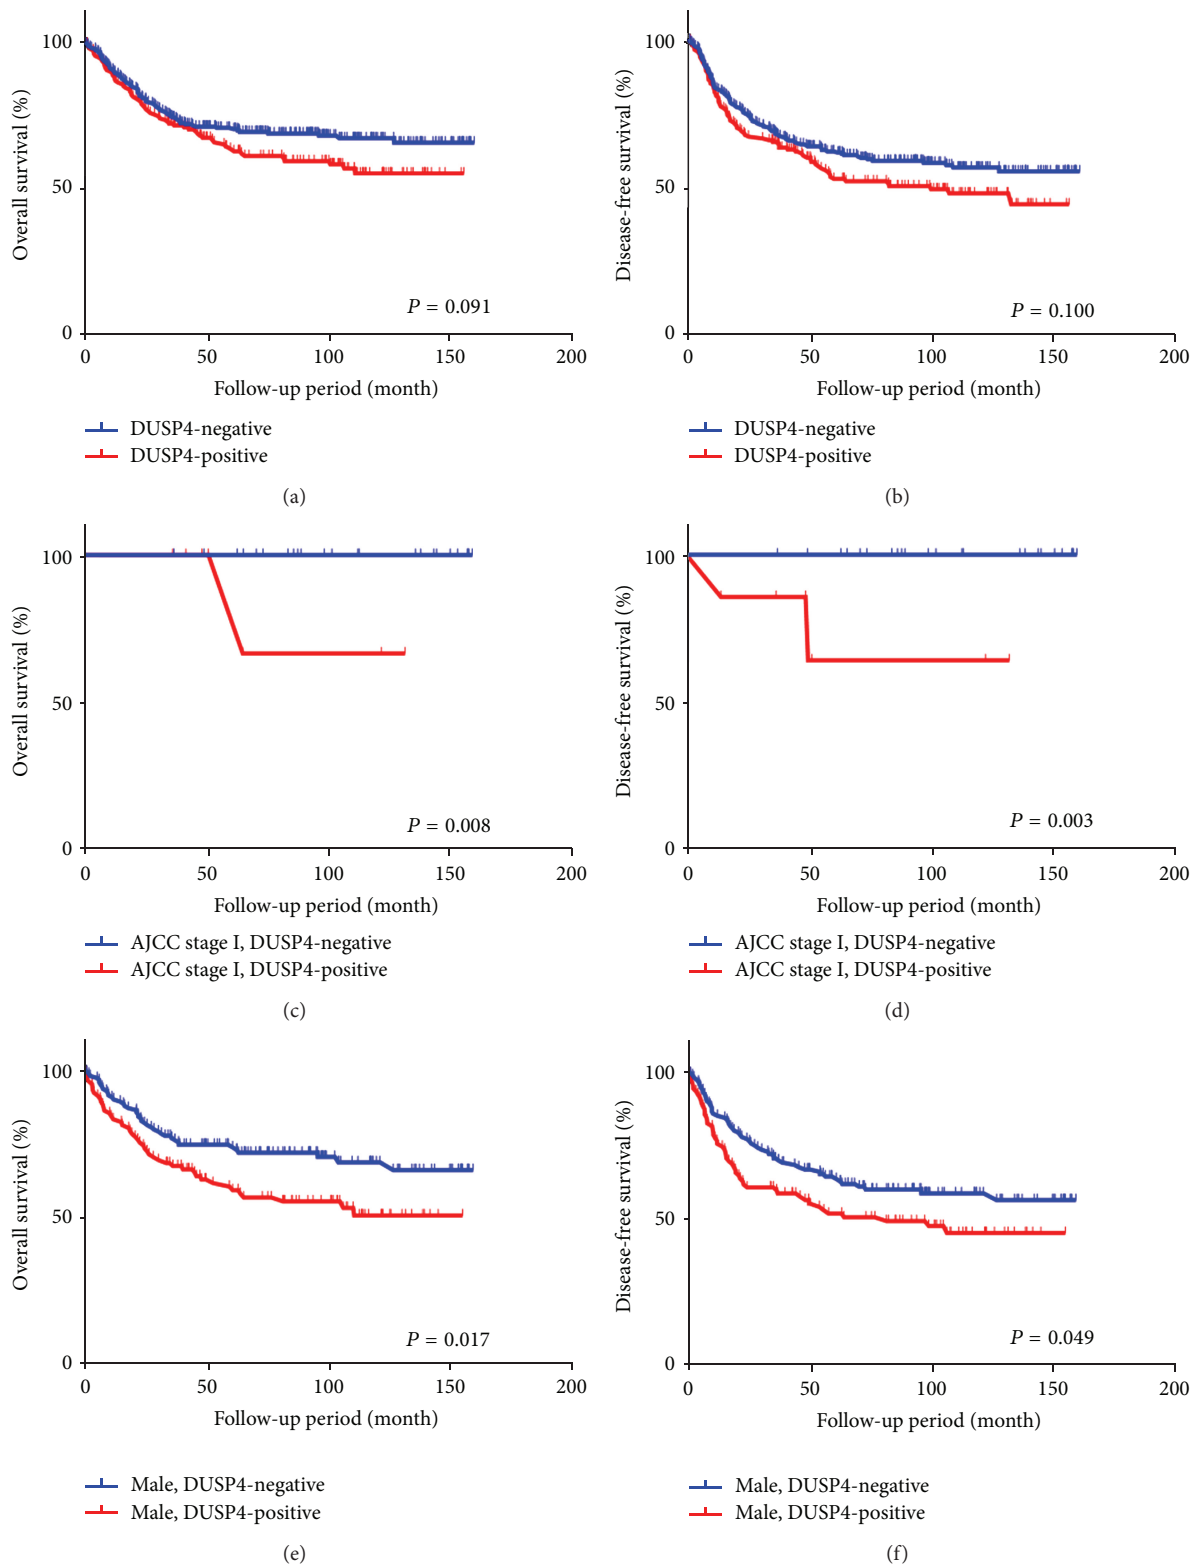 100
50
0
Overall survival (%)
P = 0.091
0 50 100 150 200
Follow-up period (month)
DUSP4-negative
DUSP4-positive
(a)
100
50
0
Disease-free survival (%)
P = 0.100
0 50 100 150 200
Follow-up period (month)
DUSP4-negative
DUSP4-positive
(b)
100
50
0
Overall survival (%)
P = 0.008
0 50 100 150 200
Follow-up period (month)
AJCC stage I, DUSP4-negative
AJCC stage I, DUSP4-positive
(c)
100
50
0
Disease-free survival (%)
P = 0.003
0 50 100 150 200
Follow-up period (month)
AJCC stage I, DUSP4-negative
AJCC stage I, DUSP4-positive
(d)
100
50
0
Overall survival (%)
P = 0.017
0 50 100 150 200
Follow-up period (month)
Male, DUSP4-negative
Male, DUSP4-positive
(e)
100
50
0
Disease-free survival (%)
P = 0.049
0 50 100 150 200
Follow-up period (month)
Male, DUSP4-negative
Male, DUSP4-positive
(f)